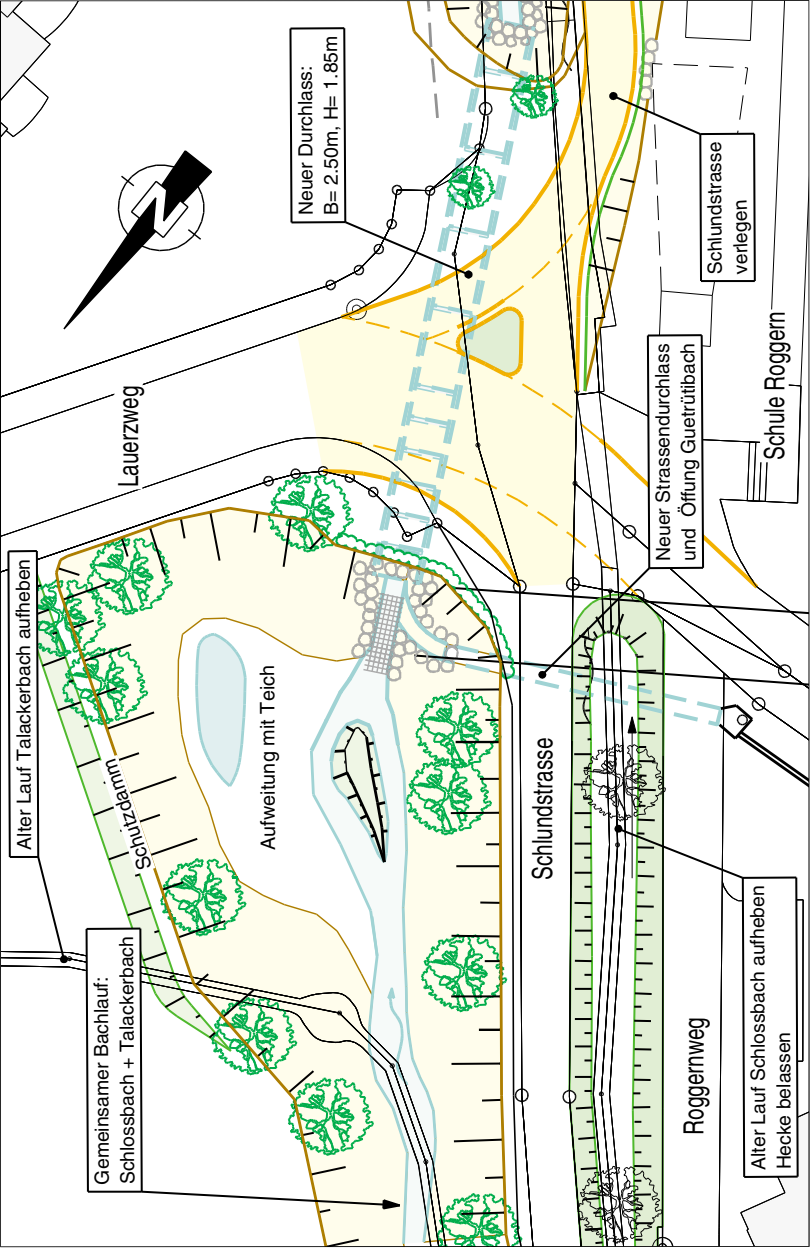 Alter Lauf Talackerbach aufheben
Gemeinsamer Bachlauf:
Schlossbach + Talackerbach
Schutzdamm
Lauerzweg
Aufweitung mit Teich
N
Neuer Durchlass:
B= 2.50m, H= 1.85m
Schlundstrasse
Neuer Strassendurchlass
und Öffung Guetrütibach
Schlundstrasse
verlegen
Roggernweg
Alter Lauf Schlossbach aufheben
Hecke belassen
Schule Roggern